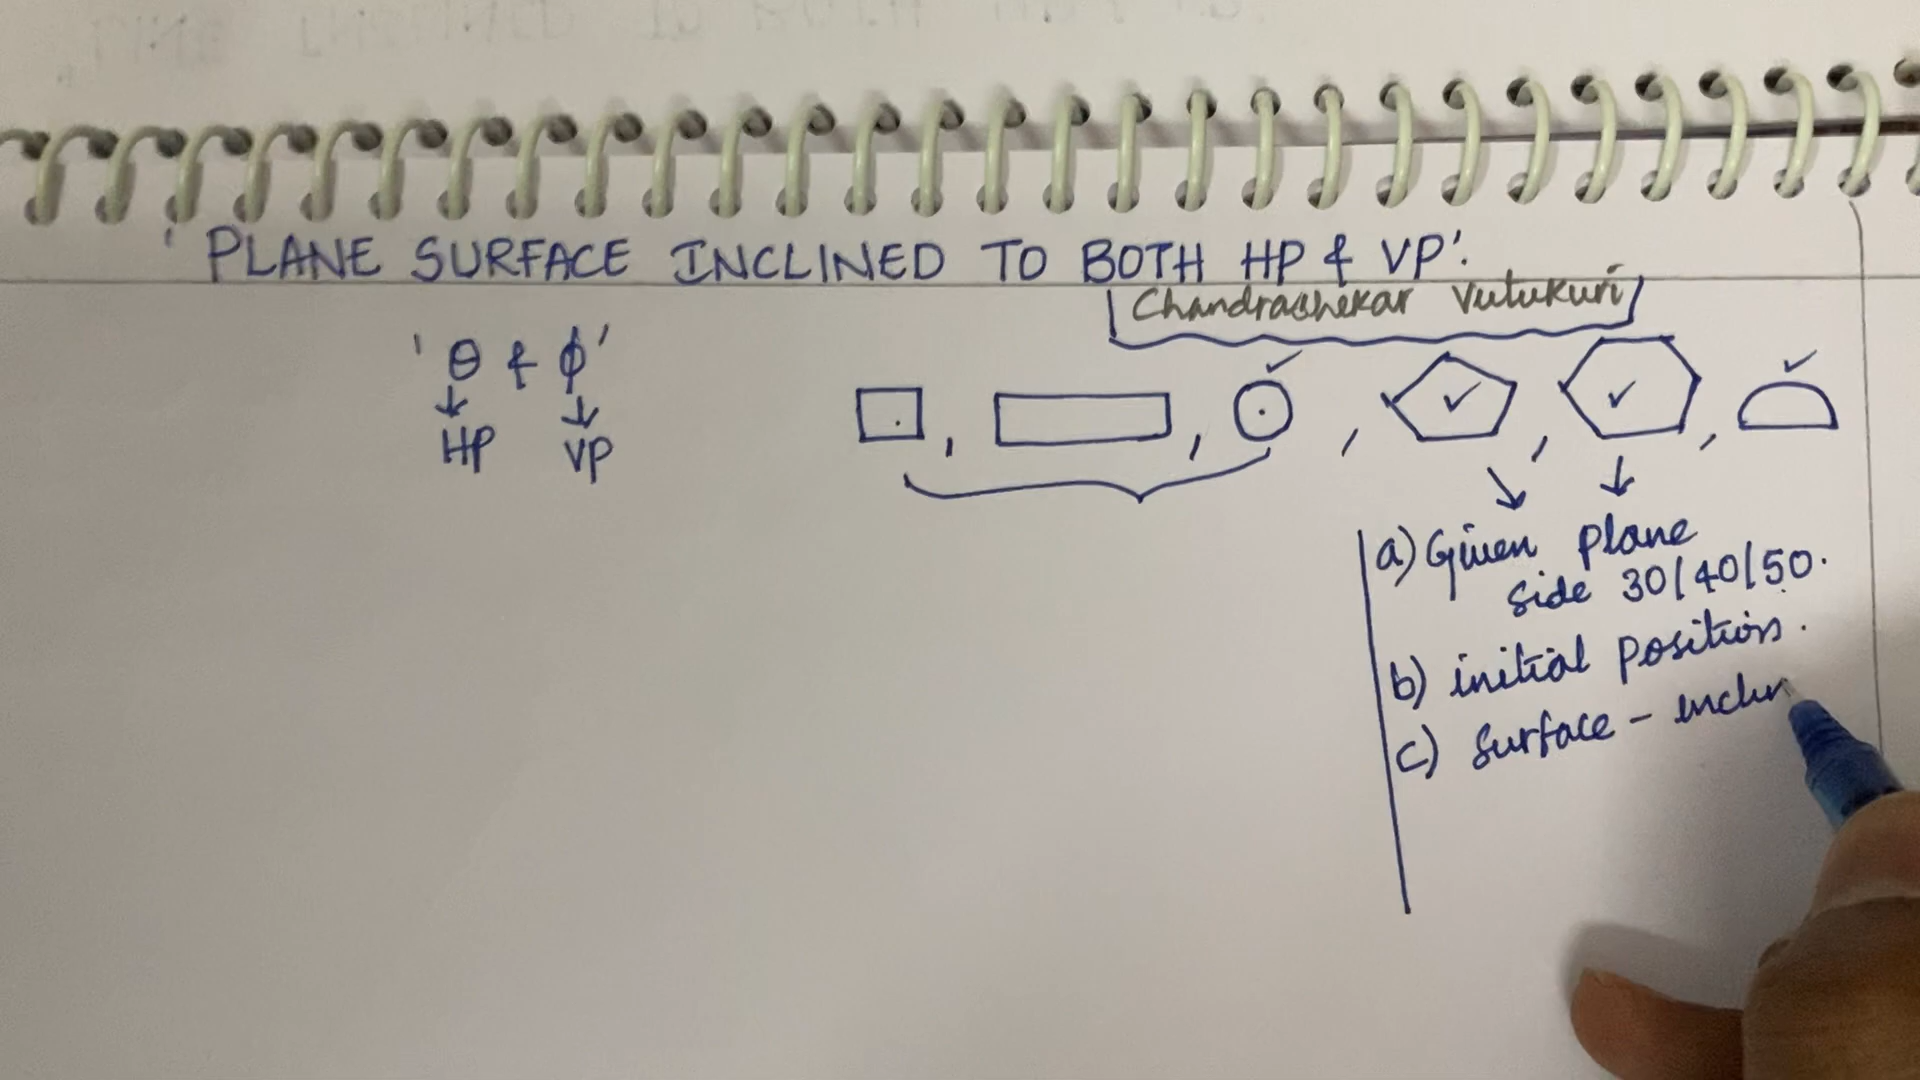 'PLANE SURFACE INCLINED TO BOTH HP & VP'.
Chandrashekar Vutukuri
'θ & φ'
HP VP
a) Given plane
side 30/40/50.
b) initial position.
c) Surface - inclin